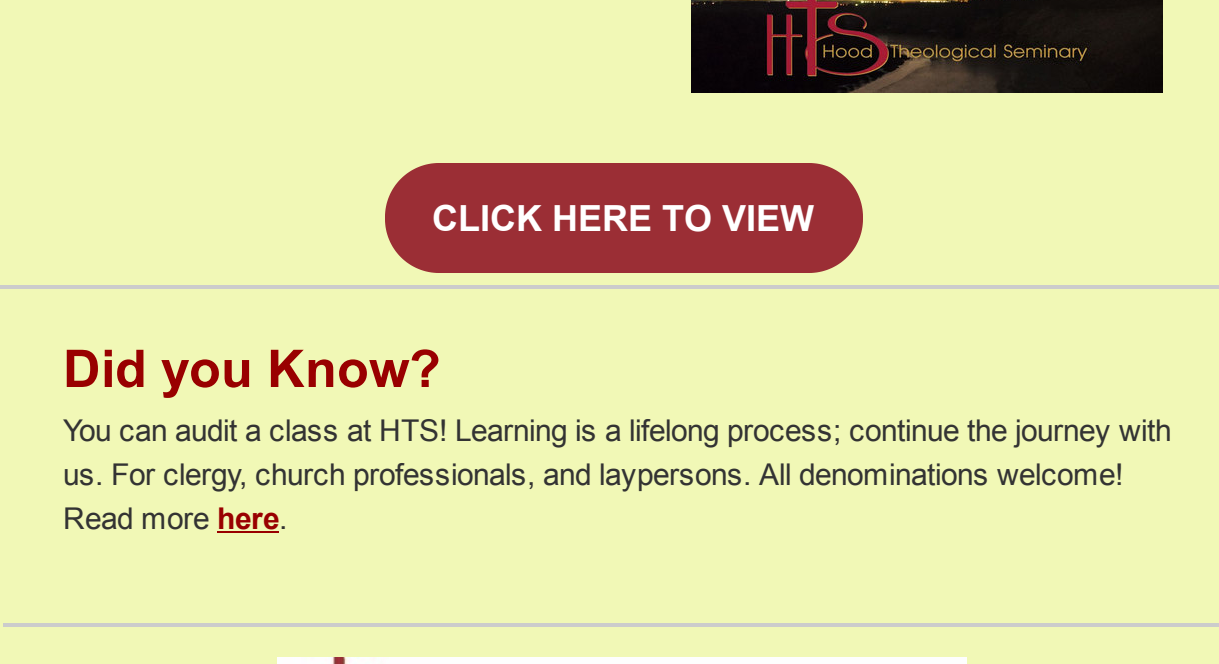 HTS
Hood Theological Seminary
CLICK HERE TO VIEW
Did you Know?
You can audit a class at HTS! Learning is a lifelong process; continue the journey with
us. For clergy, church professionals, and laypersons. All denominations welcome!
Read more here.